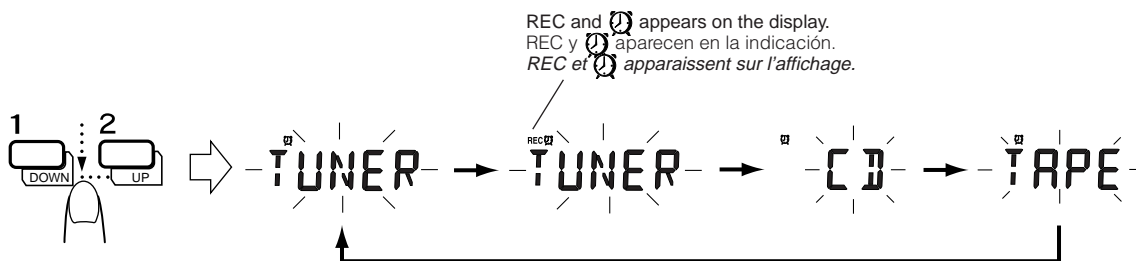 REC and appears on the display.
REC y aparecen en la indicación.
REC et apparaissent sur l'affichage.
1 2
DOWN UP
TUNER
REC
TUNER
CD
TAPE